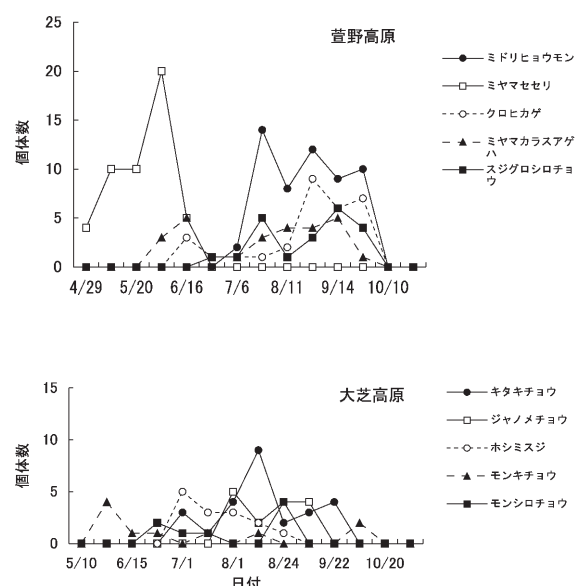 萱野高原
25
20
15
10
5
0
個体数
4/29
5/20
6/16
7/6
8/11
9/14
10/10
ミドリヒョウモン
ミヤマセセリ
クロヒカゲ
ミヤマカラスアゲ
ハ
スジグロシロチョ
ウ
大芝高原
15
10
5
0
個体数
5/10
6/15
7/1
8/1
8/24
9/22
10/20
日付
キタキチョウ
ジャノメチョウ
ホシミスジ
モンキチョウ
モンシロチョウ